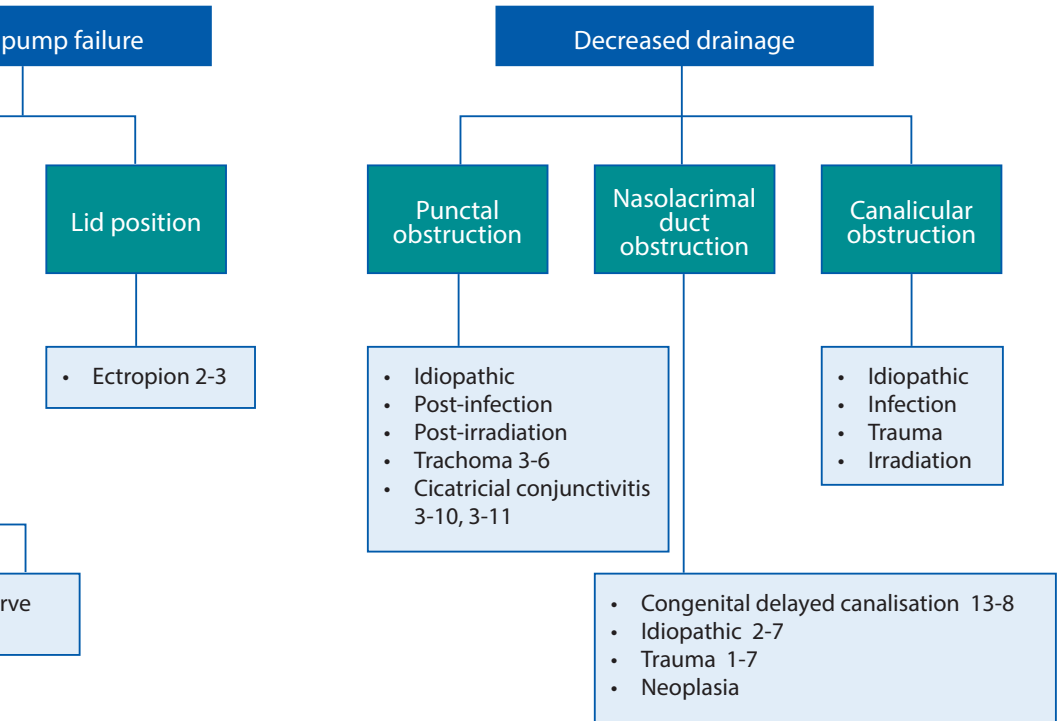 pump failure
Decreased drainage
Lid position
Punctal
obstruction
Nasolacrimal
duct
obstruction
Canalicular
obstruction
• Ectropion 2-3
• Idiopathic
• Post-infection
• Post-irradiation
• Trachoma 3-6
• Cicatricial conjunctivitis
3-10, 3-11
• Idiopathic
• Infection
• Trauma
• Irradiation
rve
• Congenital delayed canalisation 13-8
• Idiopathic 2-7
• Trauma 1-7
• Neoplasia